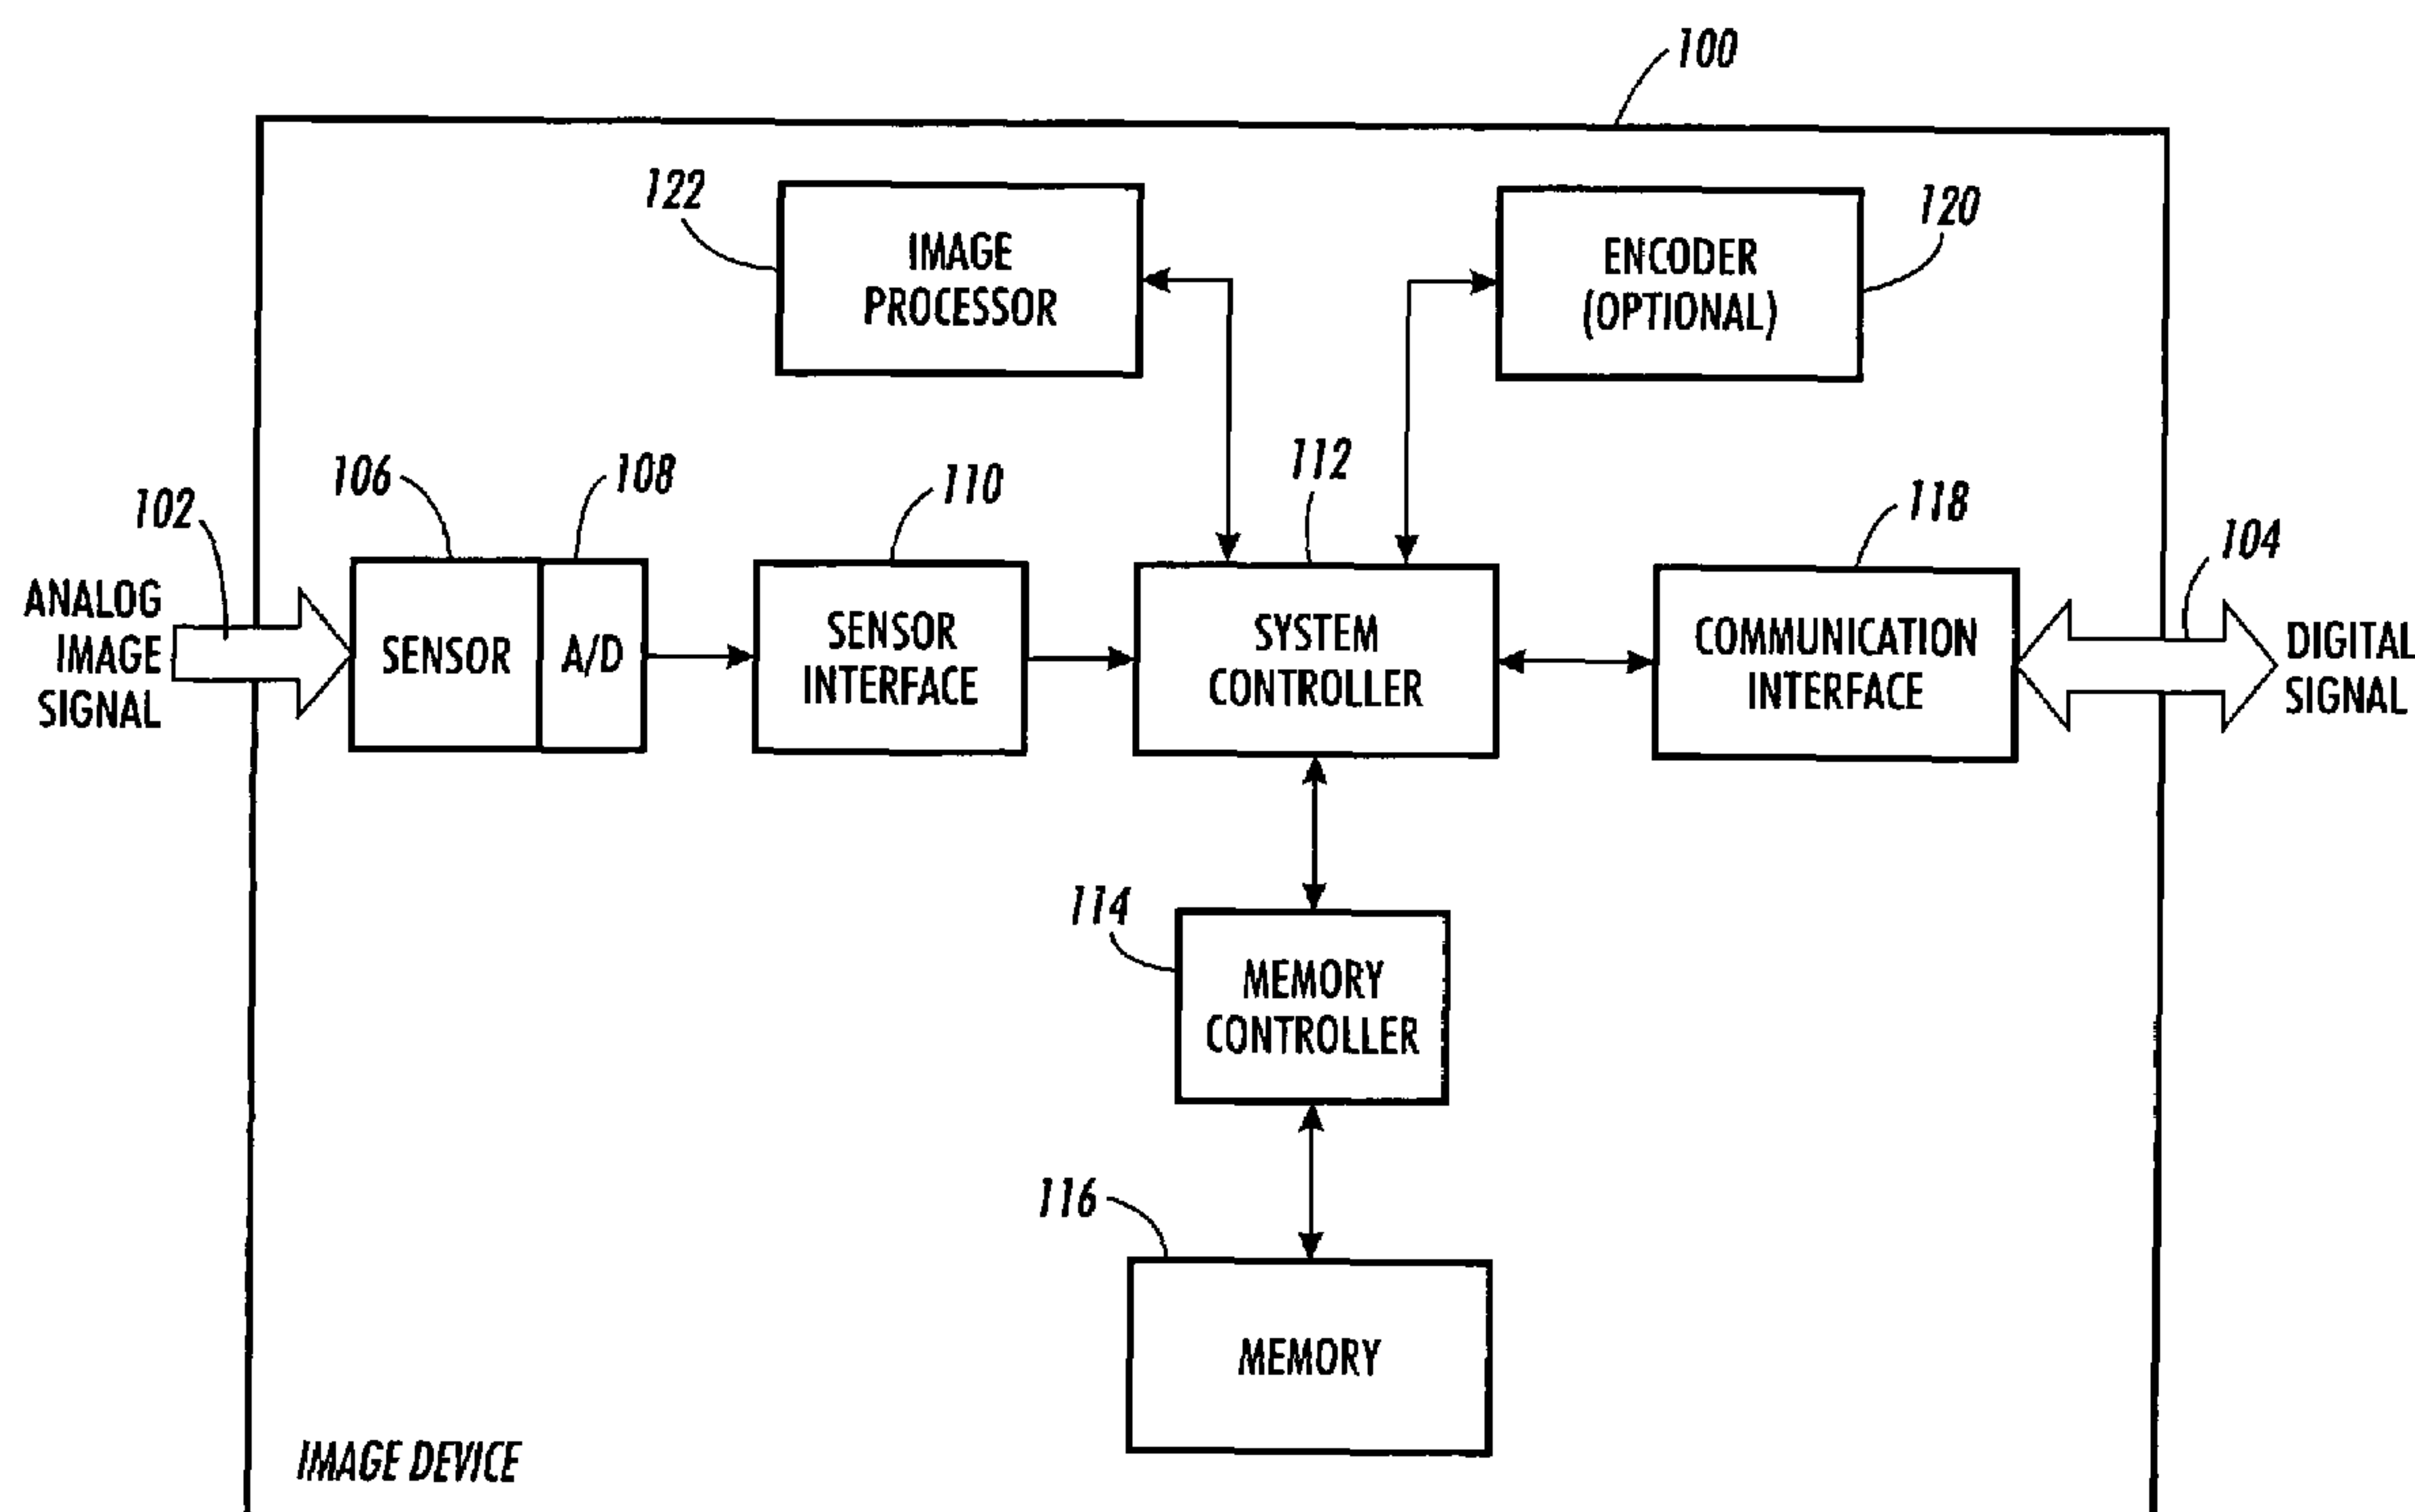 100
122
IMAGE
PROCESSOR
120
ENCODER
(OPTIONAL)
102
106
108
110
112
118
104
ANALOG
IMAGE
SIGNAL
SENSOR
A/D
SENSOR
INTERFACE
SYSTEM
CONTROLLER
COMMUNICATION
INTERFACE
DIGITAL
SIGNAL
114
MEMORY
CONTROLLER
116
MEMORY
IMAGE DEVICE